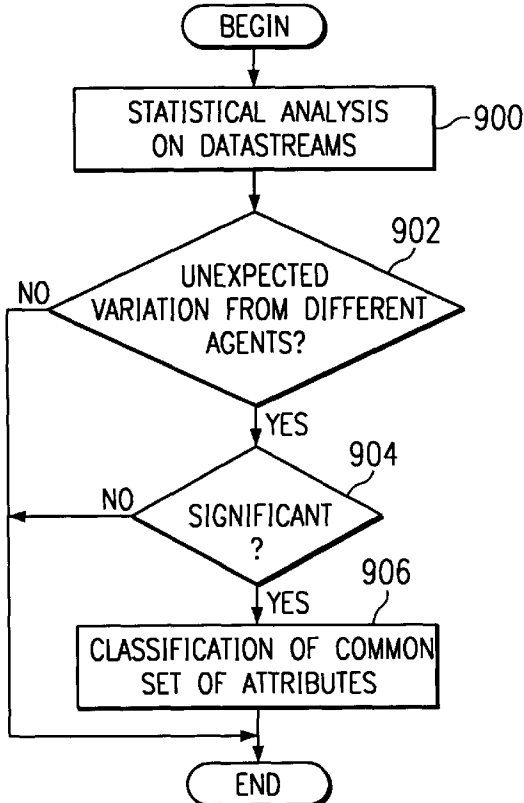 BEGIN
STATISTICAL ANALYSIS
ON DATASTREAMS
900
902
UNEXPECTED
VARIATION FROM DIFFERENT
AGENTS?
NO
YES
904
NO
SIGNIFICANT
?
YES
906
CLASSIFICATION OF COMMON
SET OF ATTRIBUTES
END